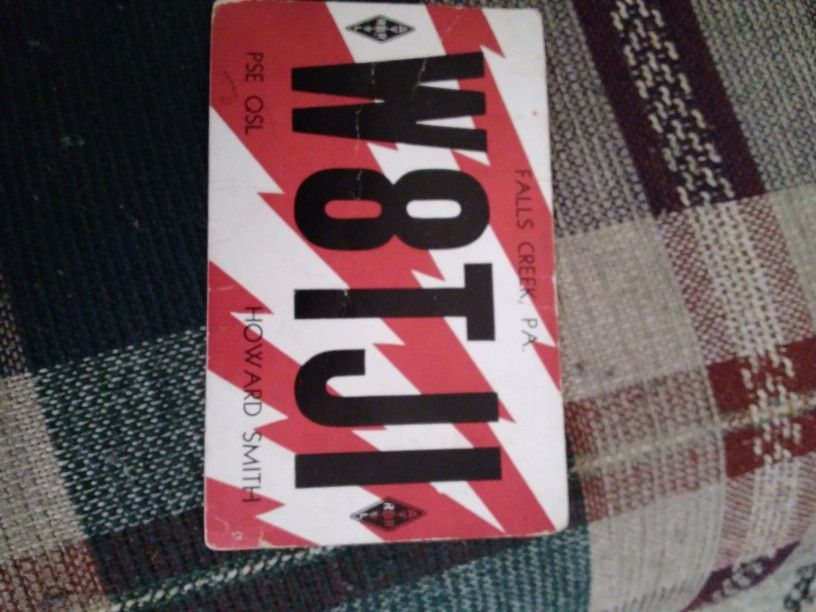 FALLS CREEK, PA.
W8TJI
PSE QSL
HOWARD SMITH